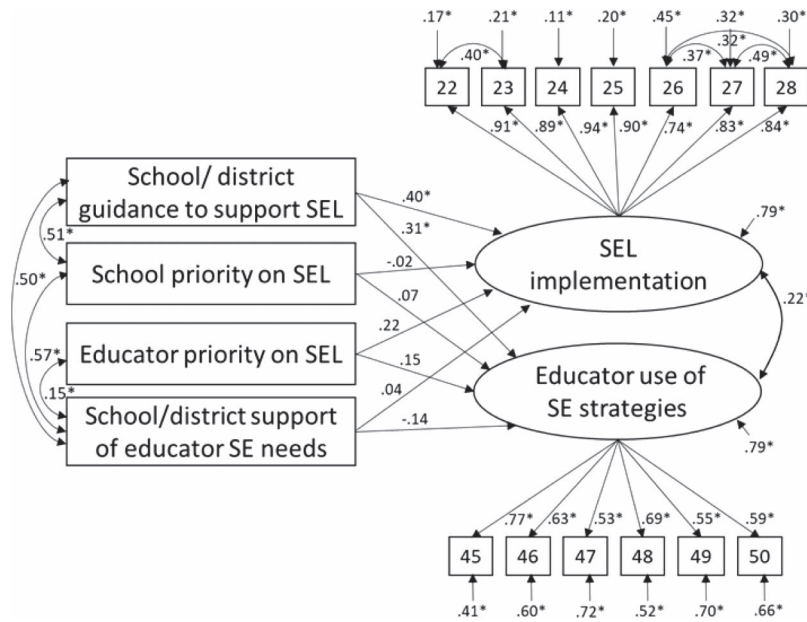 .17* .21* .11* .20* .45* .32* .30*
.32*
.40* .37* .49*
22 23 24 25 26 27 28
.91* .89* .94* .90* .74* .83* .84*
School/ district
guidance to support SEL
.40*
.31*
.79*
SEL
implementation
.51*
.50*
School priority on SEL
-.02
.07
.22*
Educator priority on SEL
.22
.15
.57*
.15*
School/district support
of educator SE needs
.04
-.14
Educator use of
SE strategies
.79*
.77* .63* .53* .69* .55* .59*
45 46 47 48 49 50
.41* .60* .72* .52* .70* .66*